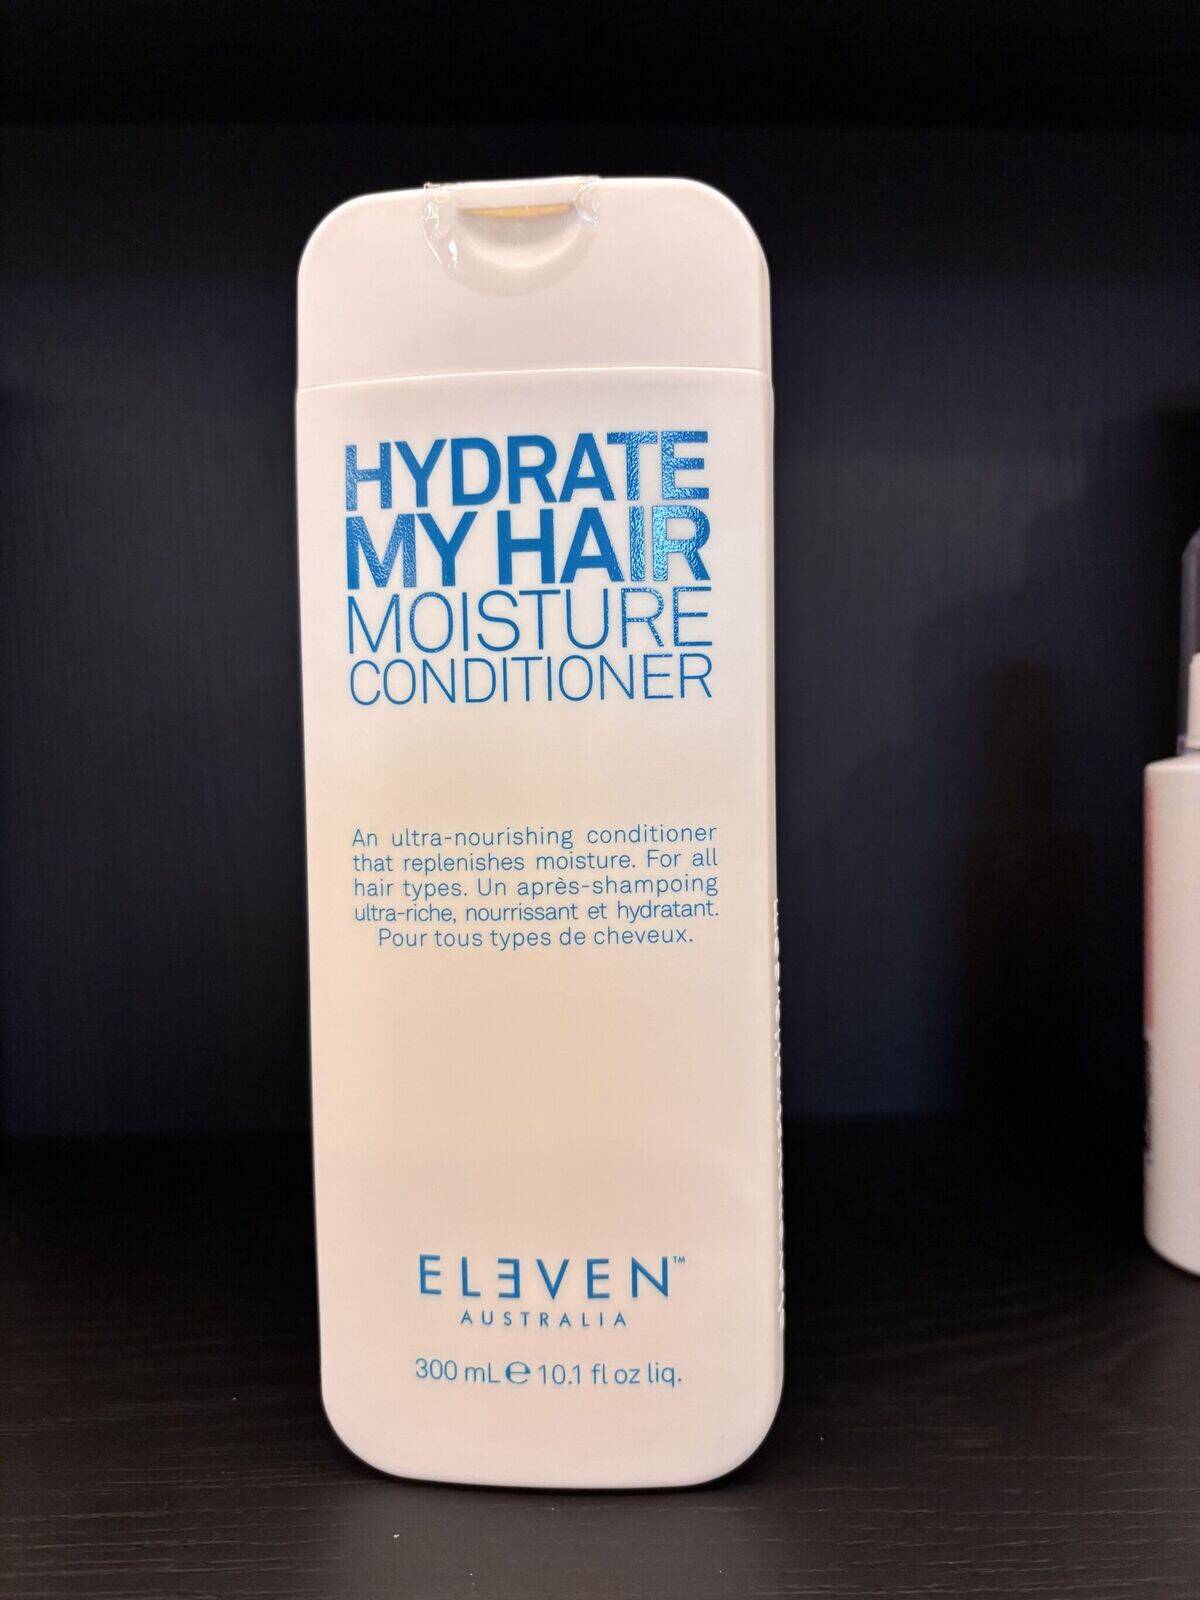 HYDRATE
MY HAIR
MOISTURE
CONDITIONER
An ultra-nourishing conditioner
that replenishes moisture. For all
hair types. Un après-shampoing
ultra-riche, nourrissant et hydratant.
Pour tous types de cheveux.
ELEVEN™
AUSTRALIA
300 mL e 10.1 fl oz liq.